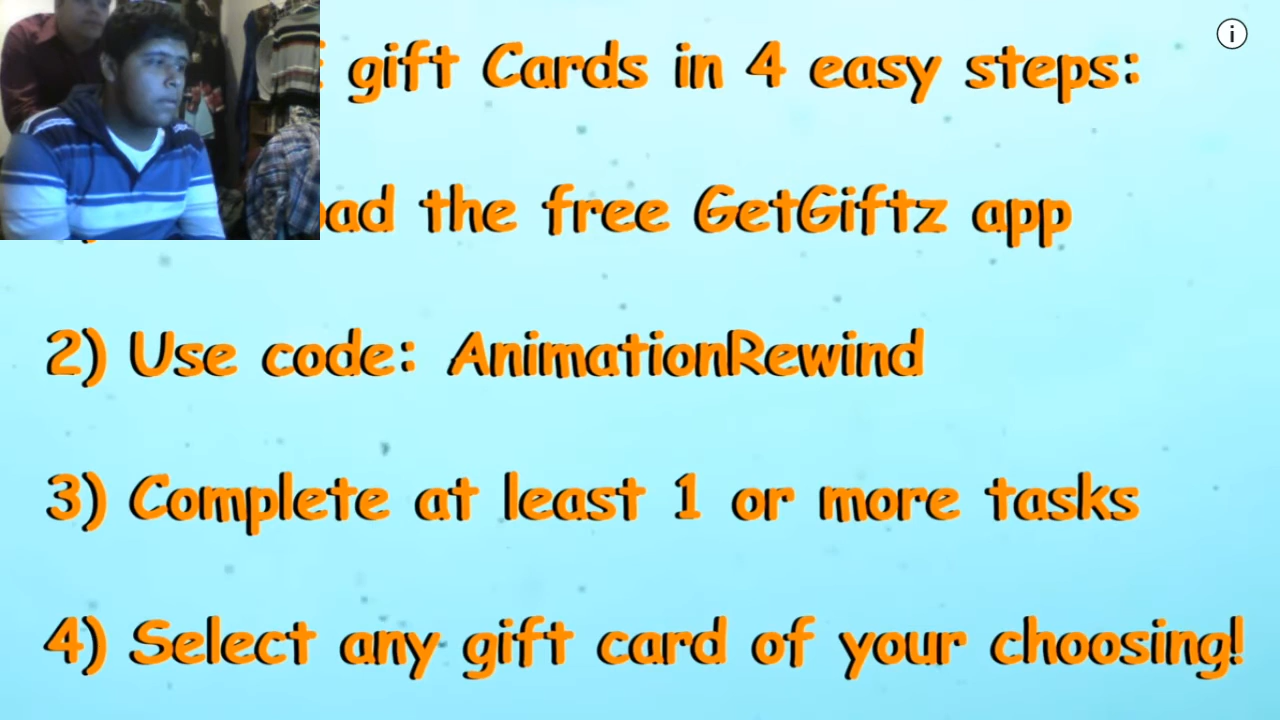 gift Cards in 4 easy steps:
the free GetGiftz app
2) Use code: AnimationRewind
3) Complete at least 1 or more tasks
4) Select any gift card of your choosing!
i